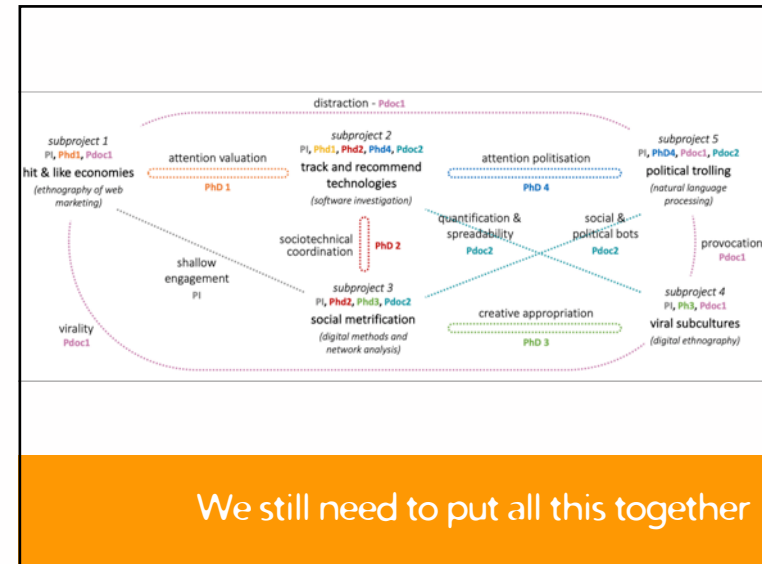 distraction - Pdoc1
subproject 1
PI, Phd1, Pdoc1
hit & like economies
(ethnography of web
marketing)
attention valuation
PhD 1
subproject 2
PI, Phd1, Phd2, Phd4, Pdoc2
track and recommend
technologies
(software investigation)
attention politisation
PhD 4
subproject 5
PI, PhD4, Pdoc1, Pdoc2
political trolling
(natural language
processing)
sociotechnical
coordination
PhD 2
quantification &
spreadability
Pdoc2
social &
political bots
Pdoc2
provocation
Pdoc1
shallow
engagement
PI
virality
Pdoc1
subproject 3
PI, Phd2, Phd3, Pdoc2
social metrification
(digital methods and
network analysis)
creative appropriation
PhD 3
subproject 4
PI, Ph3, Pdoc1
viral subcultures
(digital ethnography)
We still need to put all this together